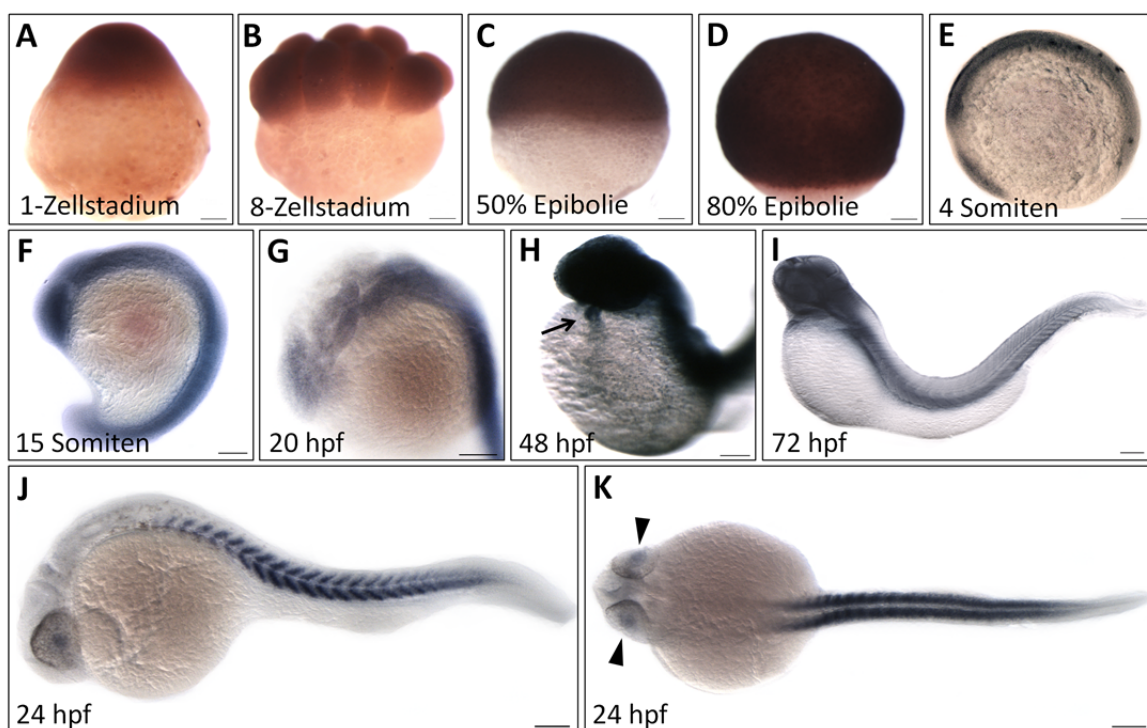 A
1-Zellstadium
B
8-Zellstadium
C
50% Epibolie
D
80% Epibolie
E
4 Somiten
F
15 Somiten
G
20 hpf
H
48 hpf
I
72 hpf
J
24 hpf
K
24 hpf